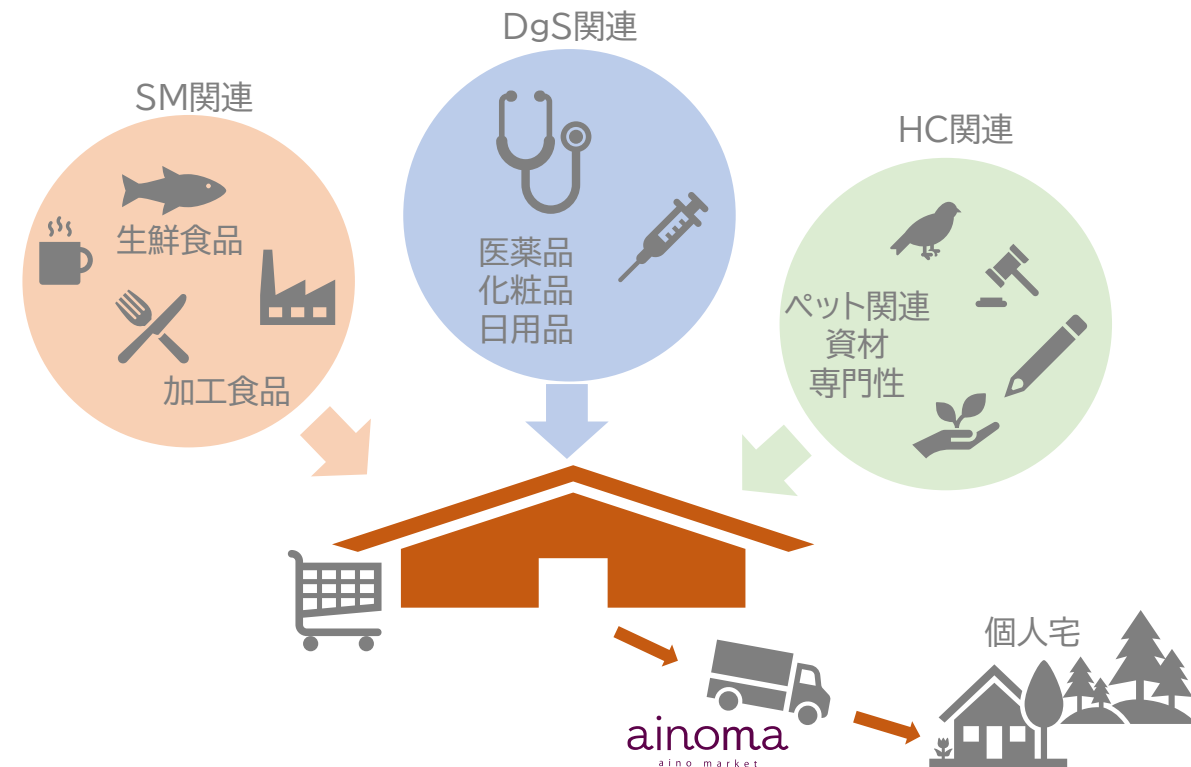 DgS関連
SM関連
HC関連
生鮮食品
加工食品
医薬品
化粧品
日用品
ペット関連
資材
専門性
個人宅
ainoma
aino market